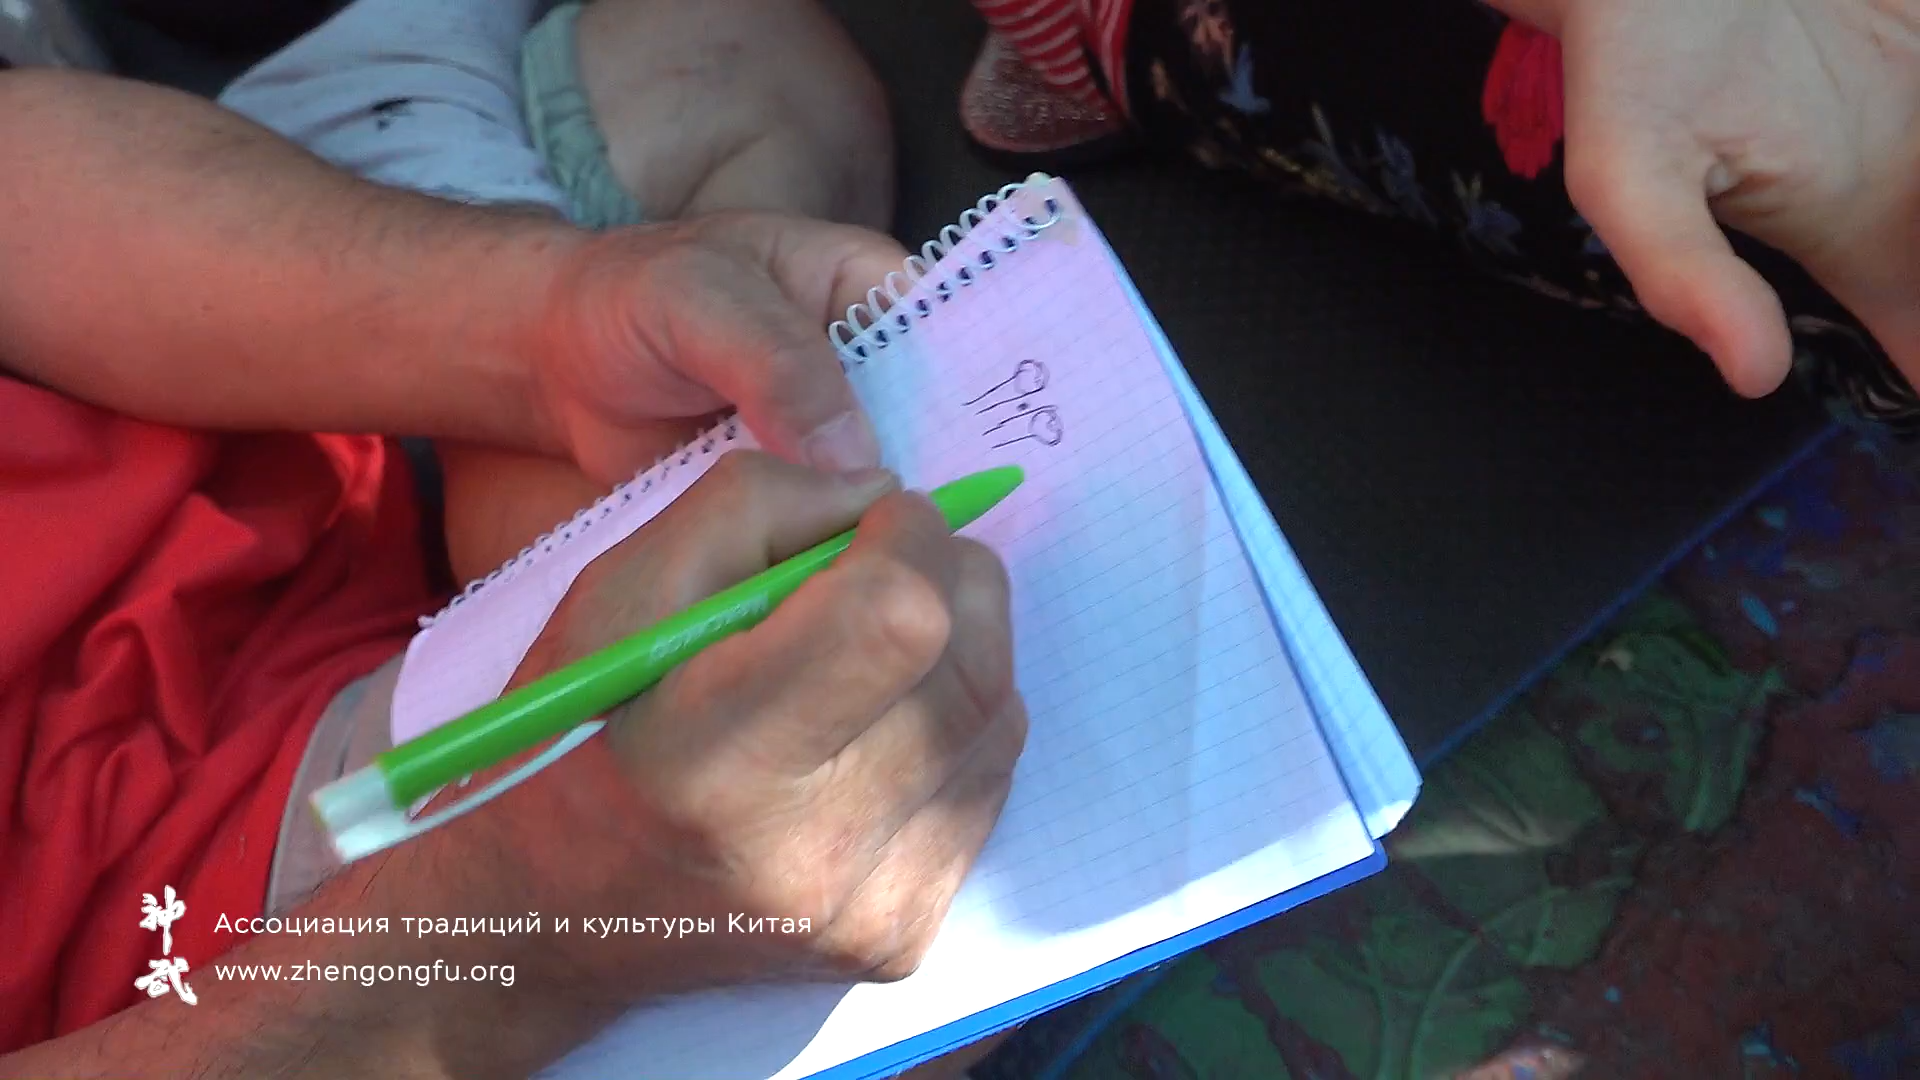 神武
Ассоциация традиций и культуры Китая
www.zhengongfu.org